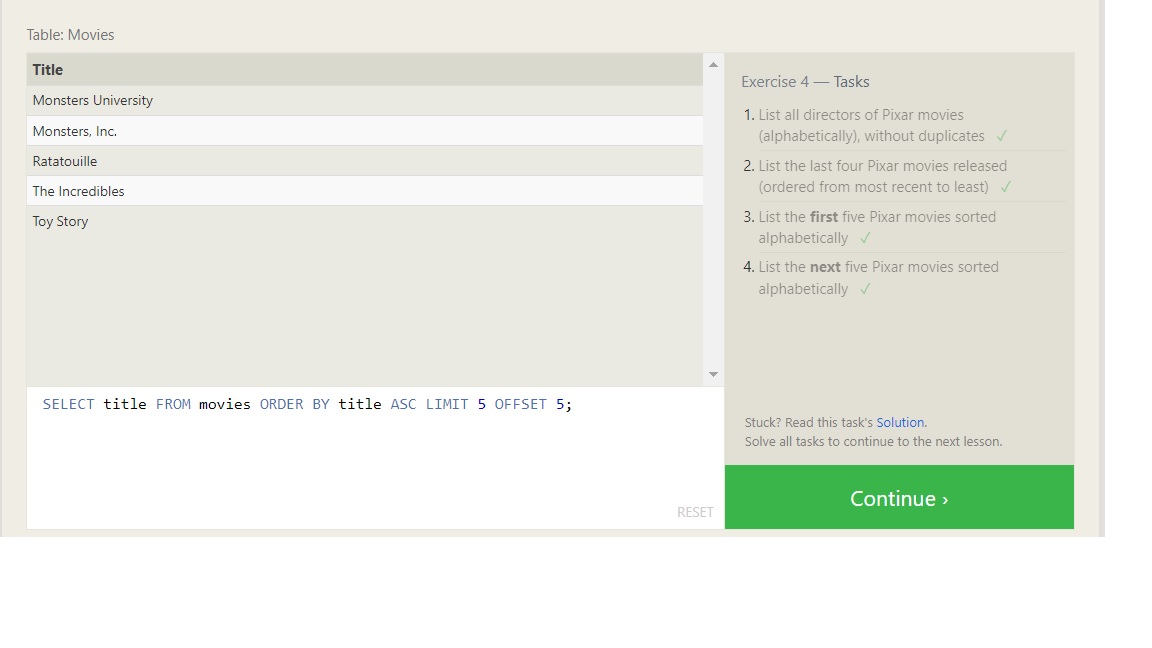 Table: Movies
Title
Monsters University
Monsters, Inc.
Ratatouille
The Incredibles
Toy Story
SELECT title FROM movies ORDER BY title ASC LIMIT 5 OFFSET 5;
RESET
Exercise 4 — Tasks
1. List all directors of Pixar movies
(alphabetically), without duplicates ✓
2. List the last four Pixar movies released
(ordered from most recent to least) ✓
3. List the first five Pixar movies sorted
alphabetically ✓
4. List the next five Pixar movies sorted
alphabetically ✓
Stuck? Read this task's Solution.
Solve all tasks to continue to the next lesson.
Continue ›